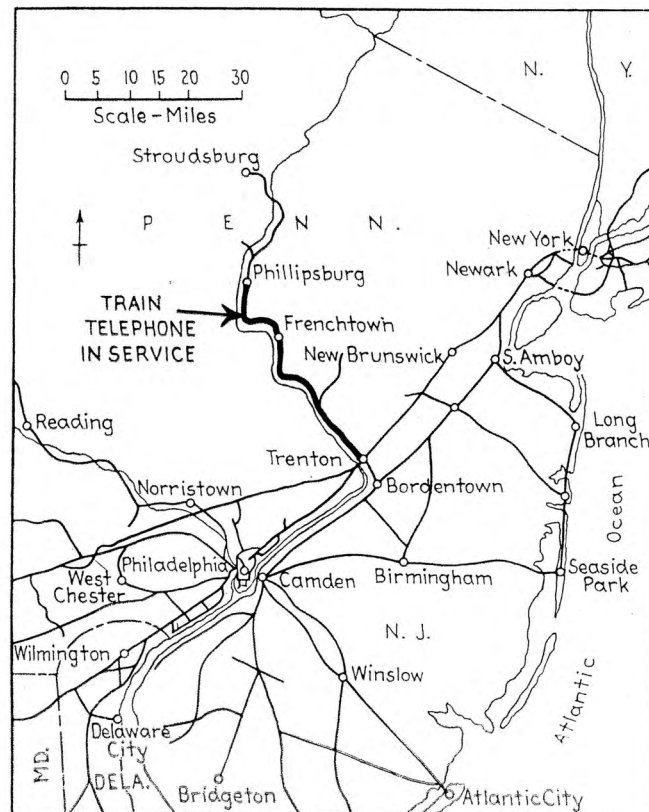 0 5 10 15 30
Scale-Miles
N. Y.
Stroudsburg
P E N N.
New York
Newark
Phillipsburg
TRAIN
TELEPHONE
IN SERVICE
Frenchtown
New Brunswick
S. Amboy
Reading
Long
Branch
Trenton
Norristown
Bordentown
Ocean
Philadelphia
West
Chester
Camden
Birmingham
Seaside
Park
N. J.
Wilmington
Winslow
Atlantic
Delaware
City
MD.
DELA.
Bridgeton
Atlantic City